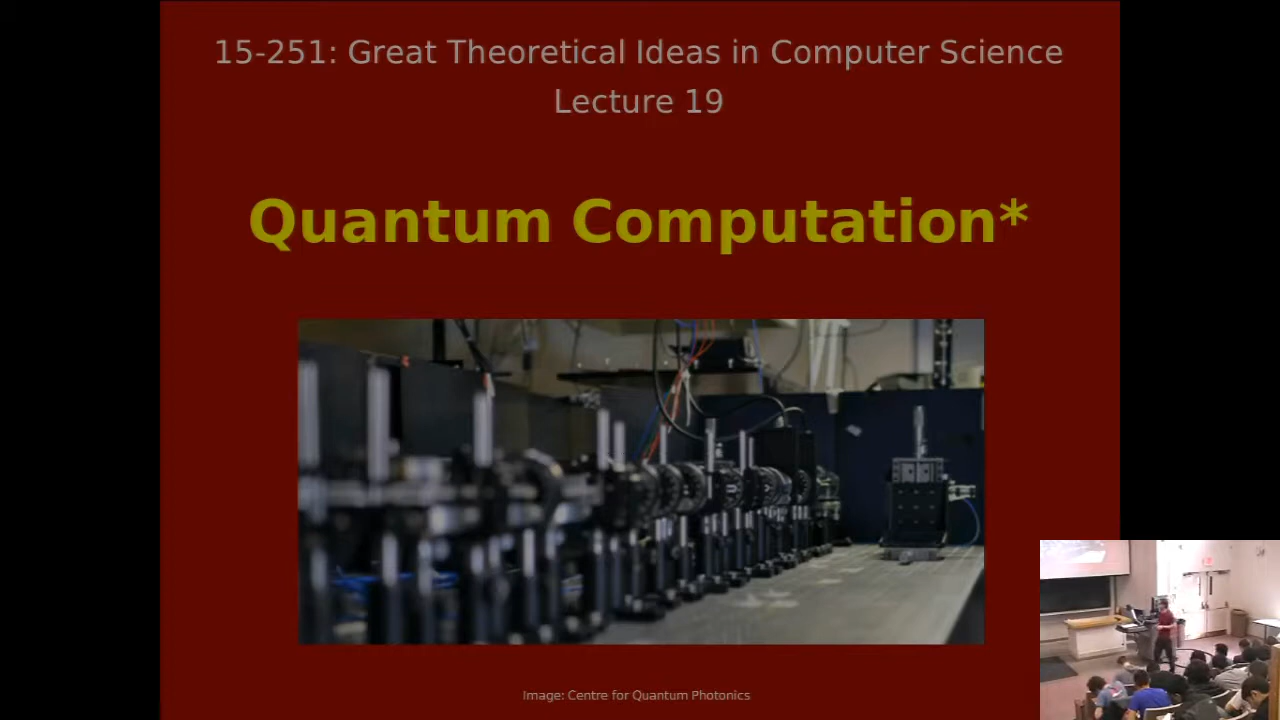 15-251: Great Theoretical Ideas in Computer Science
Lecture 19
Quantum Computation*
Image: Centre for Quantum Photonics